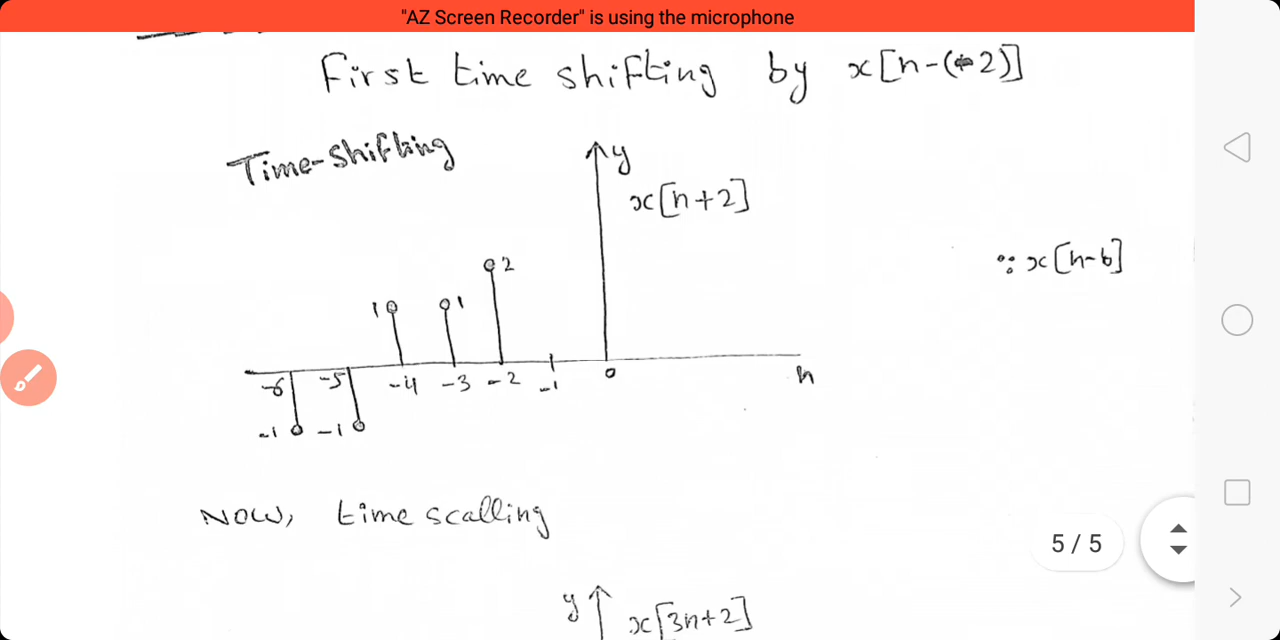 "AZ Screen Recorder" is using the microphone
First time shifting by x[n-(-2)]
Time-shifting
y
x[n+2]
∵ x[n-b]
2
1 1
-6 -5 -4 -3 -2 -1 0 n
-1 -1
Now, time scalling
5 / 5
y x[3n+2]